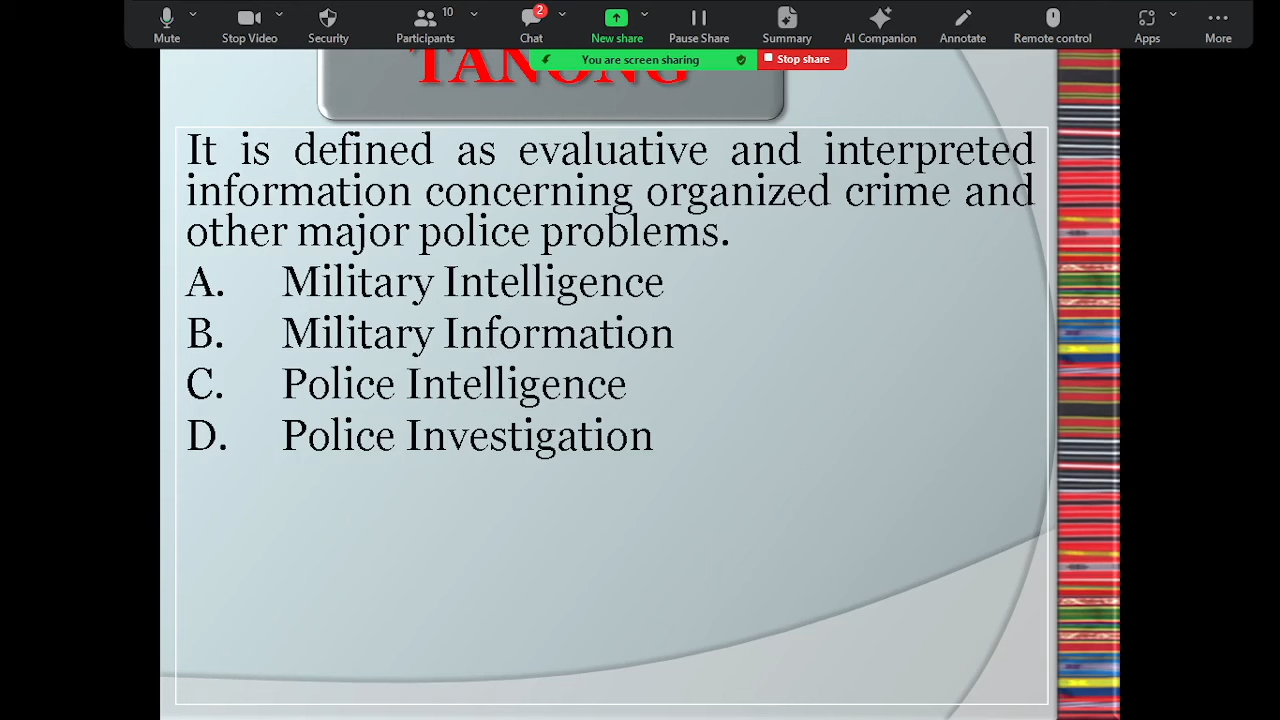 Mute
Stop Video
Security
Participants
10
Chat
2
New share
Pause Share
Summary
AI Companion
Annotate
Remote control
Apps
More
You are screen sharing
Stop share
TANONG
It is defined as evaluative and interpreted
information concerning organized crime and
other major police problems.
A. Military Intelligence
B. Military Information
C. Police Intelligence
D. Police Investigation